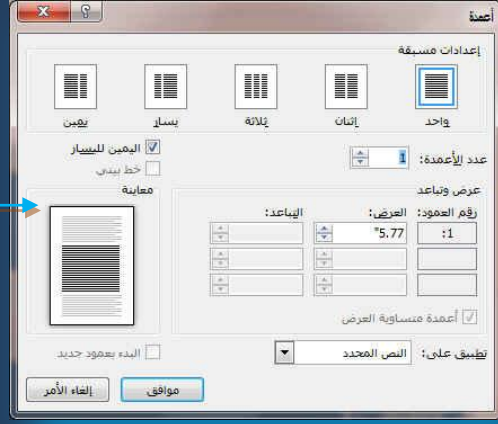 أعمدة
إعدادات مسبقة
واحد إثنان ثلاثة يسار يمين
عدد الأعمدة: 1
اليمين لليسار
خط بيني
عرض وتباعد
معاينة
رقم العمود: العرض: التباعد:
1: 5.77"
أعمدة متساوية العرض
تطبيق على: النص المحدد
البدء بعمود جديد
موافق إلغاء الأمر